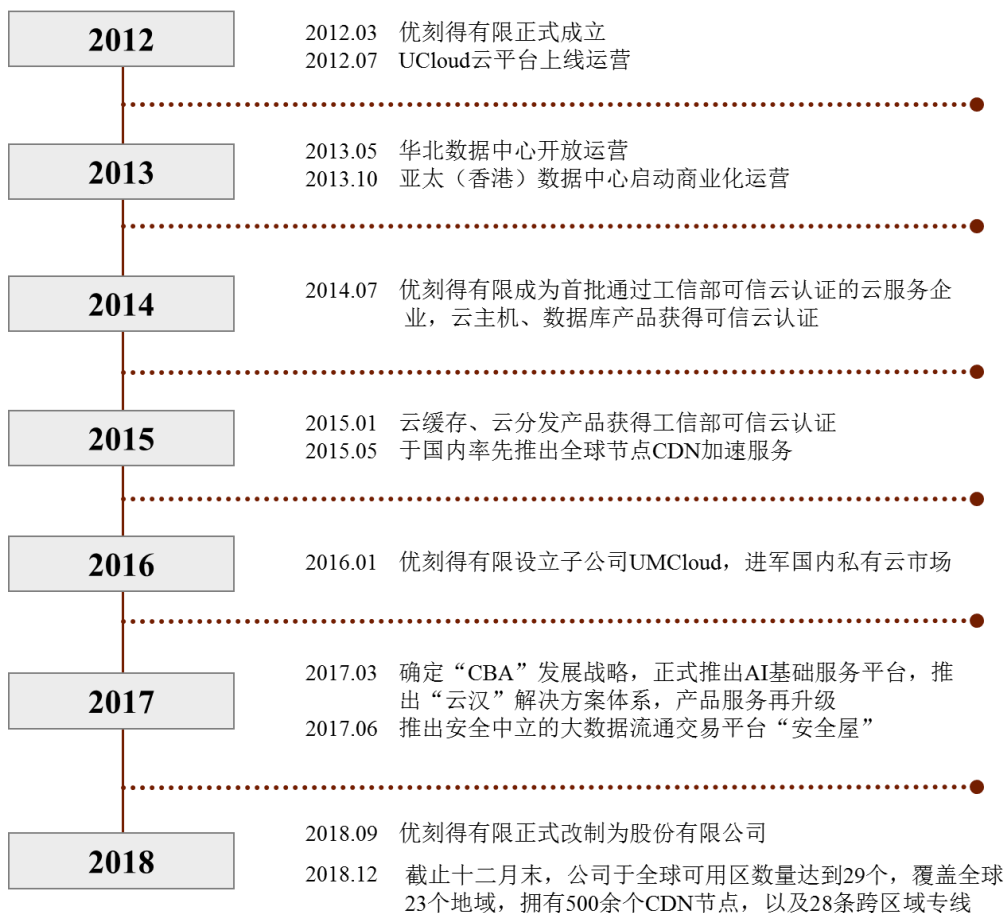 2012
2012.03 优刻得有限正式成立
2012.07 UCloud云平台上线运营
2013
2013.05 华北数据中心开放运营
2013.10 亚太（香港）数据中心启动商业化运营
2014
2014.07 优刻得有限成为首批通过工信部可信云认证的云服务企
业，云主机、数据库产品获得可信云认证
2015
2015.01 云缓存、云分发产品获得工信部可信云认证
2015.05 于国内率先推出全球节点CDN加速服务
2016
2016.01 优刻得有限设立子公司UMCloud，进军国内私有云市场
2017
2017.03 确定“CBA”发展战略，正式推出AI基础服务平台，推
出“云汉”解决方案体系，产品服务再升级
2017.06 推出安全中立的大数据流通交易平台“安全屋”
2018
2018.09 优刻得有限正式改制为股份有限公司
2018.12 截止十二月末，公司于全球可用区数量达到29个，覆盖全球
23个地域，拥有500余个CDN节点，以及28条跨区域专线